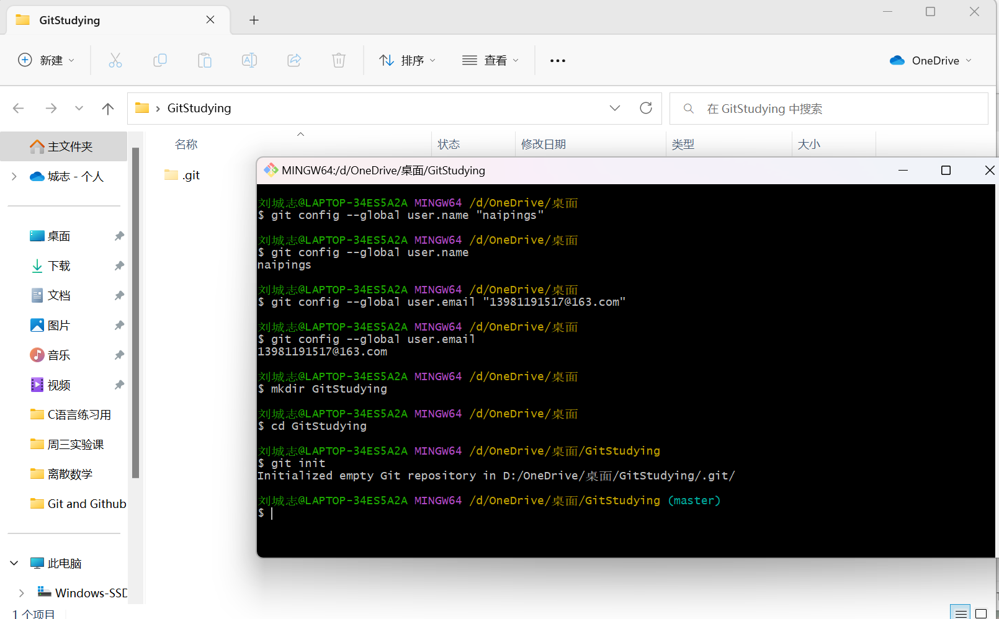 GitStudying
新建
排序
查看
OneDrive
GitStudying
在 GitStudying 中搜索
主文件夹
城志 - 个人
桌面
下载
文档
图片
音乐
视频
C语言练习用
周三实验课
离散数学
Git and Github
此电脑
Windows-SSD
1 个项目
名称
状态
修改日期
类型
大小
.git
MINGW64:/d/OneDrive/桌面/GitStudying
刘城志@LAPTOP-34ES5A2A MINGW64 /d/OneDrive/桌面
$ git config --global user.name "naipings"
刘城志@LAPTOP-34ES5A2A MINGW64 /d/OneDrive/桌面
$ git config --global user.name
naipings
刘城志@LAPTOP-34ES5A2A MINGW64 /d/OneDrive/桌面
$ git config --global user.email "13981191517@163.com"
刘城志@LAPTOP-34ES5A2A MINGW64 /d/OneDrive/桌面
$ git config --global user.email
13981191517@163.com
刘城志@LAPTOP-34ES5A2A MINGW64 /d/OneDrive/桌面
$ mkdir GitStudying
刘城志@LAPTOP-34ES5A2A MINGW64 /d/OneDrive/桌面
$ cd GitStudying
刘城志@LAPTOP-34ES5A2A MINGW64 /d/OneDrive/桌面/GitStudying
$ git init
Initialized empty Git repository in D:/OneDrive/桌面/GitStudying/.git/
刘城志@LAPTOP-34ES5A2A MINGW64 /d/OneDrive/桌面/GitStudying (master)
$